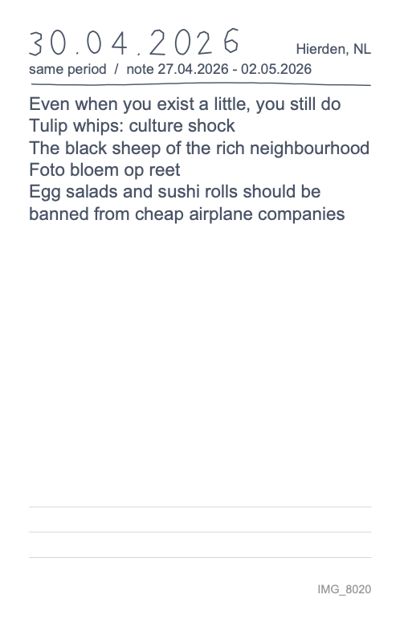 30.04.2026
Hierden, NL
same period / note 27.04.2026 - 02.05.2026
Even when you exist a little, you still do
Tulip whips: culture shock
The black sheep of the rich neighbourhood
Foto bloem op reet
Egg salads and sushi rolls should be
banned from cheap airplane companies
IMG_8020